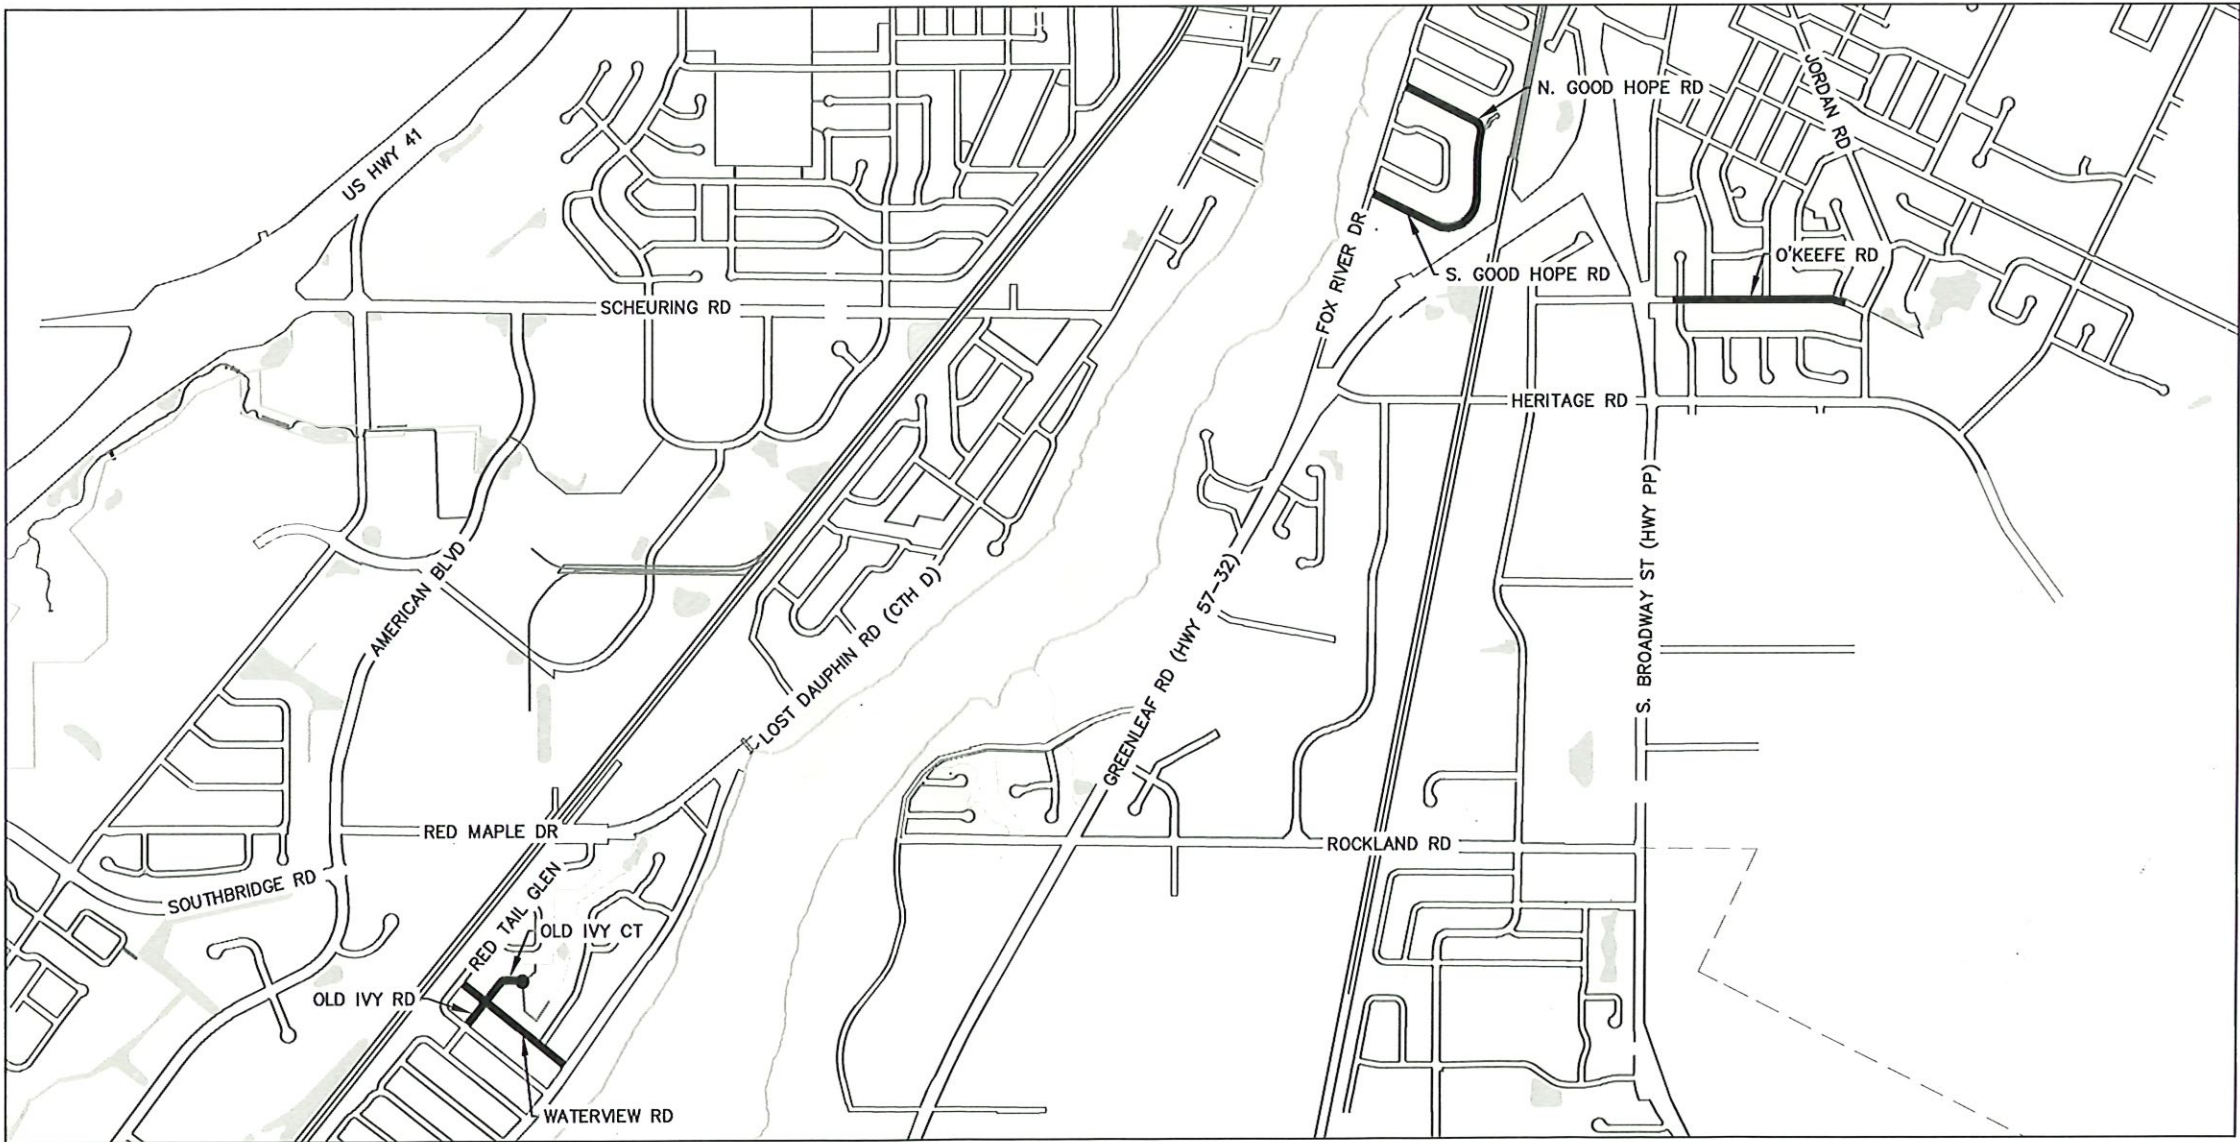 N. GOOD HOPE RD
JORDAN RD
US HWY 41
O'KEEFE RD
S. GOOD HOPE RD
FOX RIVER DR
SCHEURING RD
HERITAGE RD
S. BROADWAY ST (HWY PP)
AMERICAN BLVD
LOST DAUPHIN RD (CTH D)
GREENLEAF RD (HWY 57-32)
RED MAPLE DR
ROCKLAND RD
SOUTHBRIDGE RD
RED TAIL GLEN
OLD IVY CT
OLD IVY RD
WATERVIEW RD